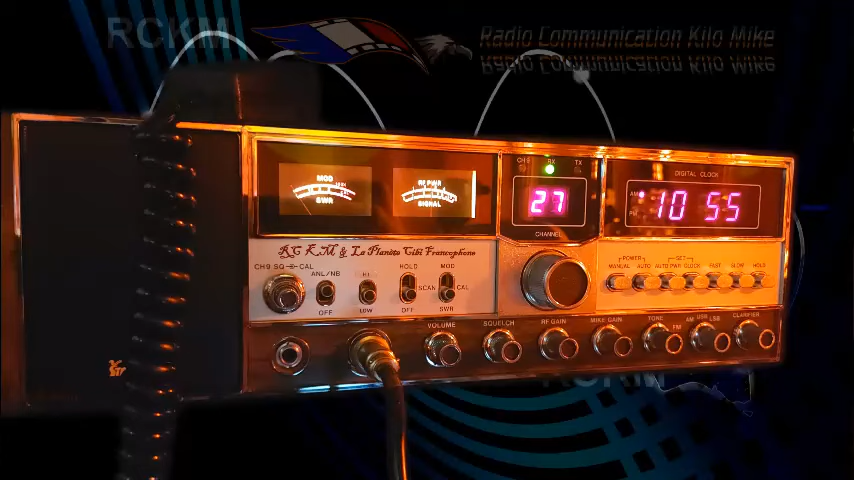 RCKM
Radio Communication Kilo Mike
MOD
SWR
RF PWR
SIGNAL
CH9 RX TX
27
CHANNEL
DIGITAL CLOCK
AM
PM
10 55
RC KM & La Planète Cibi Francophone
CH9 SQ CAL
ANL/NB
OFF
HI
LOW
HOLD
SCAN
OFF
MOD
CAL
SWR
POWER
MANUAL AUTO
SET
AUTO PWR CLOCK
FAST
SLOW
HOLD
VOLUME
SQUELCH
RF GAIN
MIKE GAIN
TONE
FM
AM
USB
LSB
CLARIFIER
RCKM